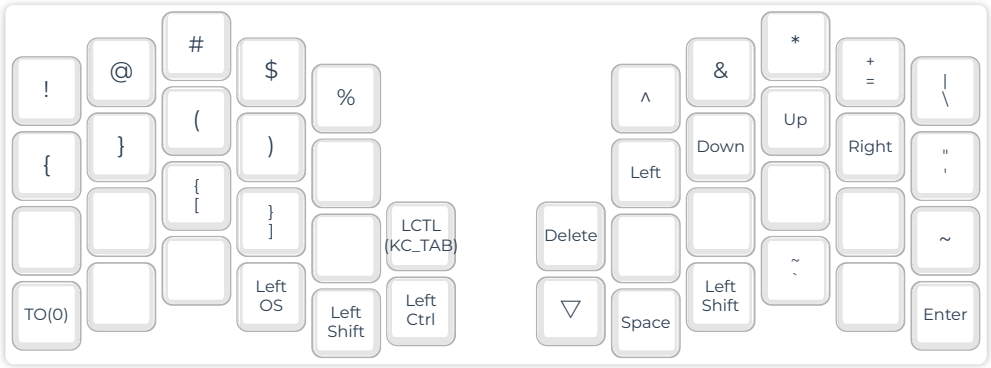 !
@
#
$
%
^
&
*
+
=
|
\
{
}
(
)
Left
Down
Up
Right
"
'
{
[
}
]
LCTL
(KC_TAB)
Delete
~
TO(0)
Left
OS
Left
Shift
Left
Ctrl
▽
Space
Left
Shift
~
`
Enter